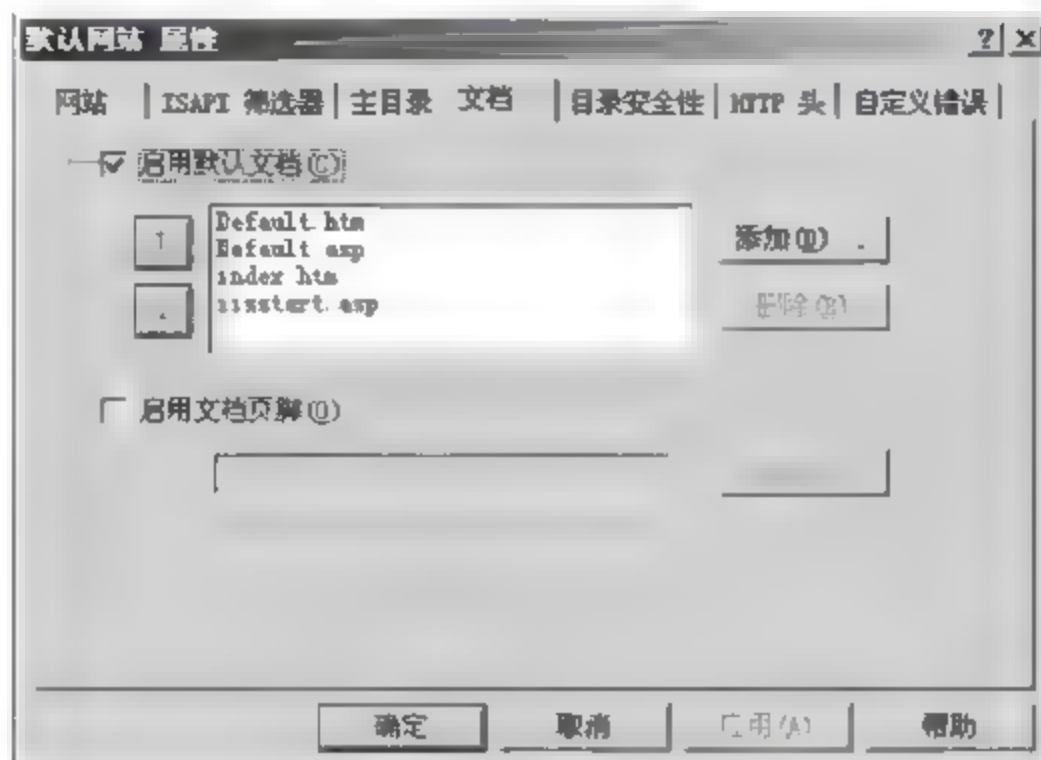 默认网站 属性
网站 ISAPI 筛选器 主目录 文档 目录安全性 HTTP 头 自定义错误
启用默认文档(C)
Default.htm
Default asp
index htm
iisstart.asp
添加(D)
删除(R)
启用文档页脚(O)
确定 取消 应用(A) 帮助